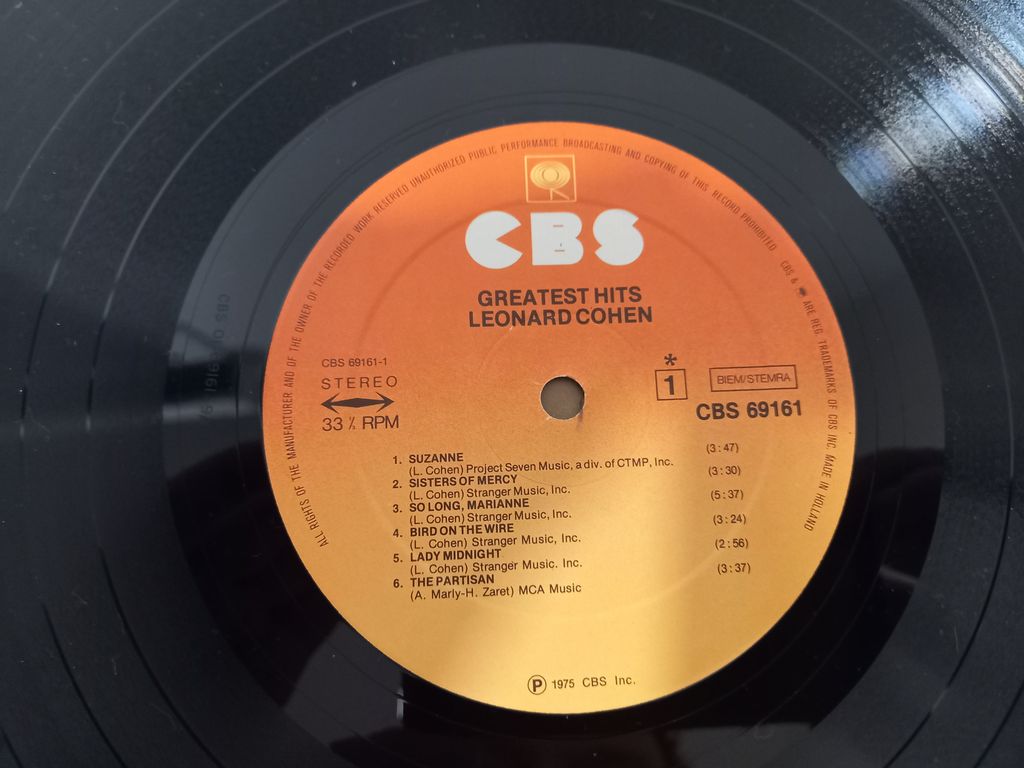 ALL RIGHTS OF THE MANUFACTURER AND OF THE OWNER OF THE RECORDED WORK RESERVED UNAUTHORIZED PUBLIC PERFORMANCE BROADCASTING AND COPYING OF THIS RECORD PROHIBITED
CBS & ARE REG. TRADEMARKS OF CBS INC. MADE IN HOLLAND
CBS
GREATEST HITS
LEONARD COHEN
CBS 69161-1
STEREO
33⅓ RPM
*
1
BIEM/STEMRA
CBS 69161
1. SUZANNE (3:47)
(L. Cohen) Project Seven Music, a div. of CTMP, Inc.
2. SISTERS OF MERCY (3:30)
(L. Cohen) Stranger Music, Inc.
3. SO LONG, MARIANNE (5:37)
(L. Cohen) Stranger Music, Inc.
4. BIRD ON THE WIRE (3:24)
(L. Cohen) Stranger Music, Inc.
5. LADY MIDNIGHT (2:56)
(L. Cohen) Stranger Music. Inc.
6. THE PARTISAN (3:37)
(A. Marly-H. Zaret) MCA Music
Ⓟ 1975 CBS Inc.